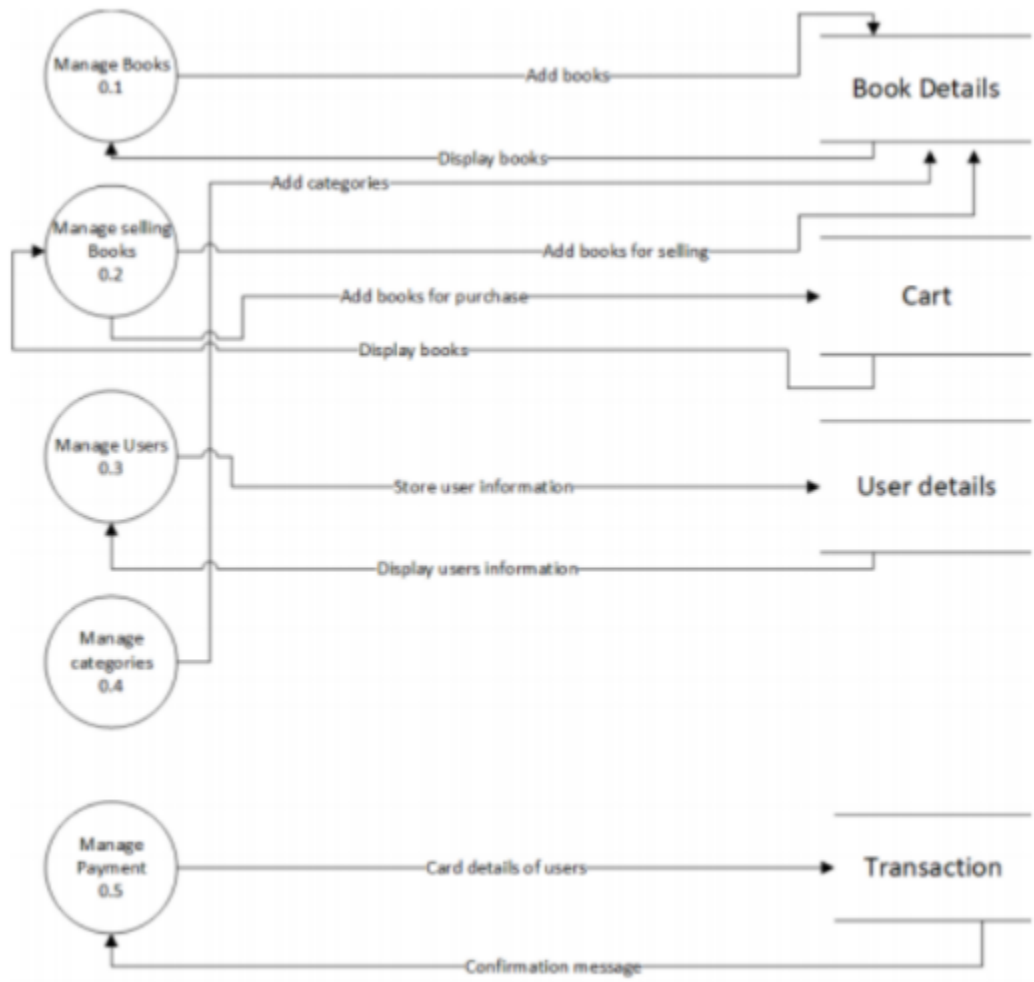 Manage Books
0.1
Add books
Book Details
Display books
Add categories
Manage selling
Books
0.2
Add books for selling
Add books for purchase
Cart
Display books
Manage Users
0.3
Store user information
User details
Display users information
Manage
categories
0.4
Manage
Payment
0.5
Card details of users
Transaction
Confirmation message